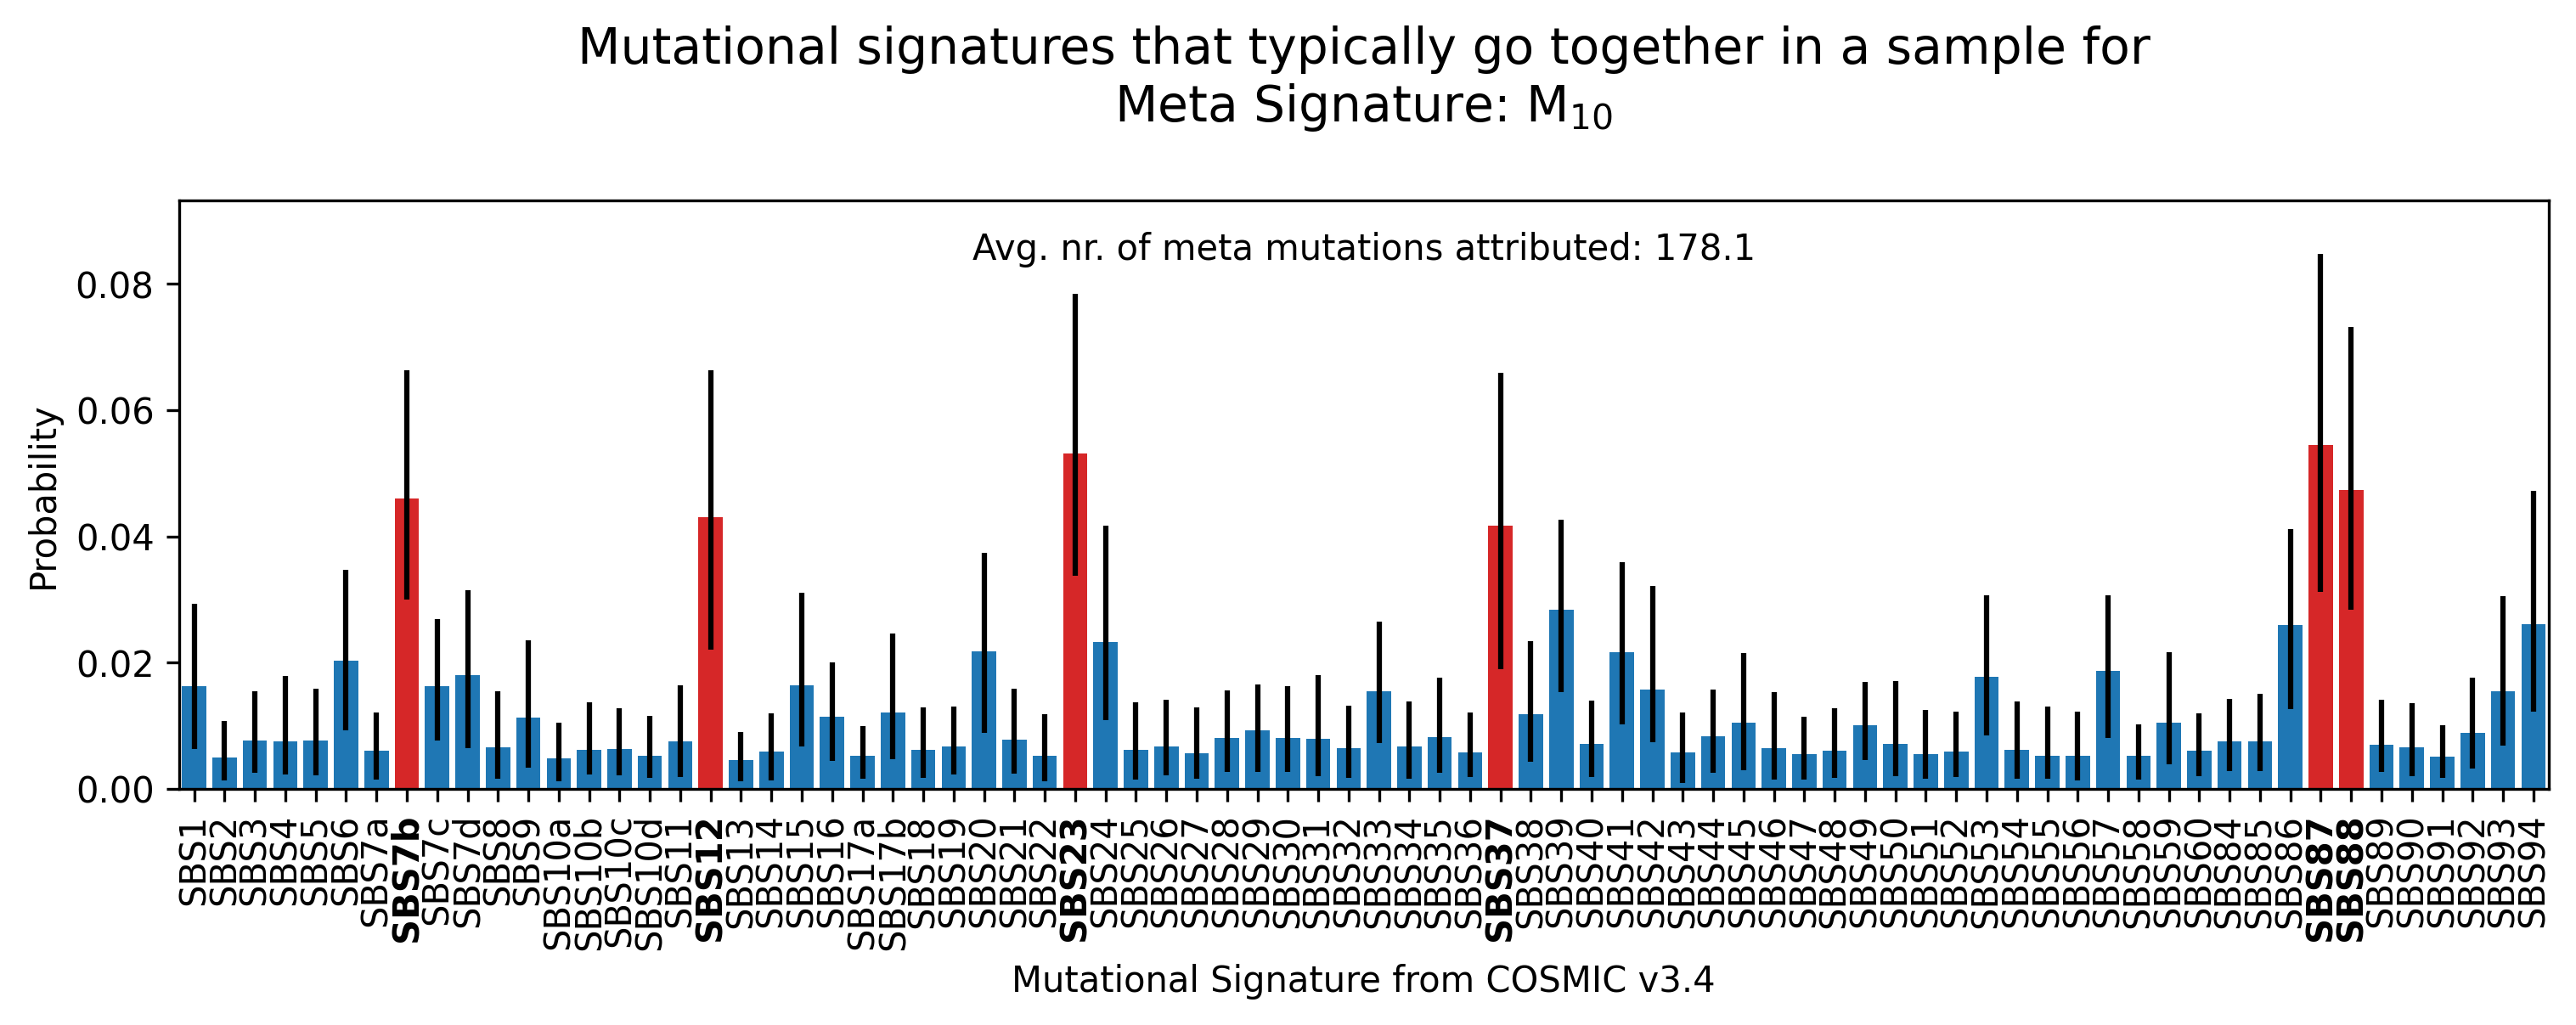 Mutational signatures that typically go together in a sample for
Meta Signature: M₁₀
Avg. nr. of meta mutations attributed: 178.1
Probability
0.08
0.06
0.04
0.02
0.00
SBS1
SBS2
SBS3
SBS4
SBS5
SBS6
SBS7a
SBS7b
SBS7c
SBS7d
SBS8
SBS9
SBS10a
SBS10b
SBS10c
SBS10d
SBS11
SBS12
SBS13
SBS14
SBS15
SBS16
SBS17a
SBS17b
SBS18
SBS19
SBS20
SBS21
SBS22
SBS23
SBS24
SBS25
SBS26
SBS27
SBS28
SBS29
SBS30
SBS31
SBS32
SBS33
SBS34
SBS35
SBS36
SBS37
SBS38
SBS39
SBS40
SBS41
SBS42
SBS43
SBS44
SBS45
SBS46
SBS47
SBS48
SBS49
SBS50
SBS51
SBS52
SBS53
SBS54
SBS55
SBS56
SBS57
SBS58
SBS59
SBS60
SBS84
SBS85
SBS86
SBS87
SBS88
SBS89
SBS90
SBS91
SBS92
SBS93
SBS94
Mutational Signature from COSMIC v3.4